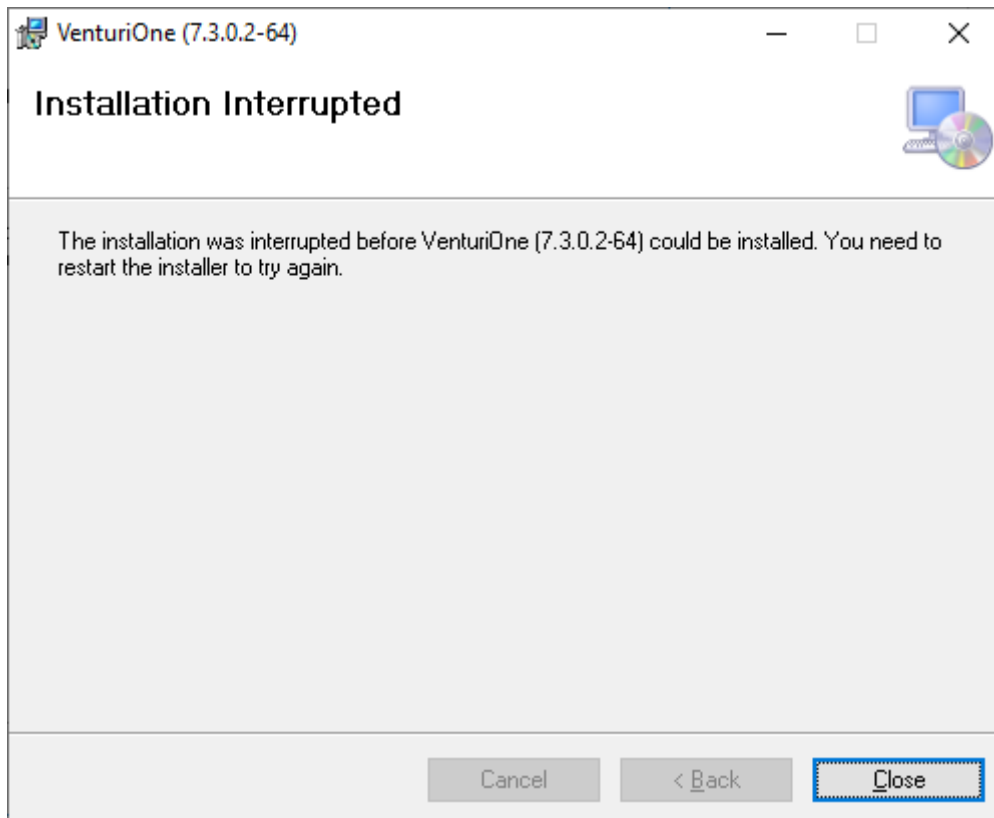 VenturiOne (7.3.0.2-64)
Installation Interrupted
The installation was interrupted before VenturiOne (7.3.0.2-64) could be installed. You need to
restart the installer to try again.
Cancel
< Back
Close